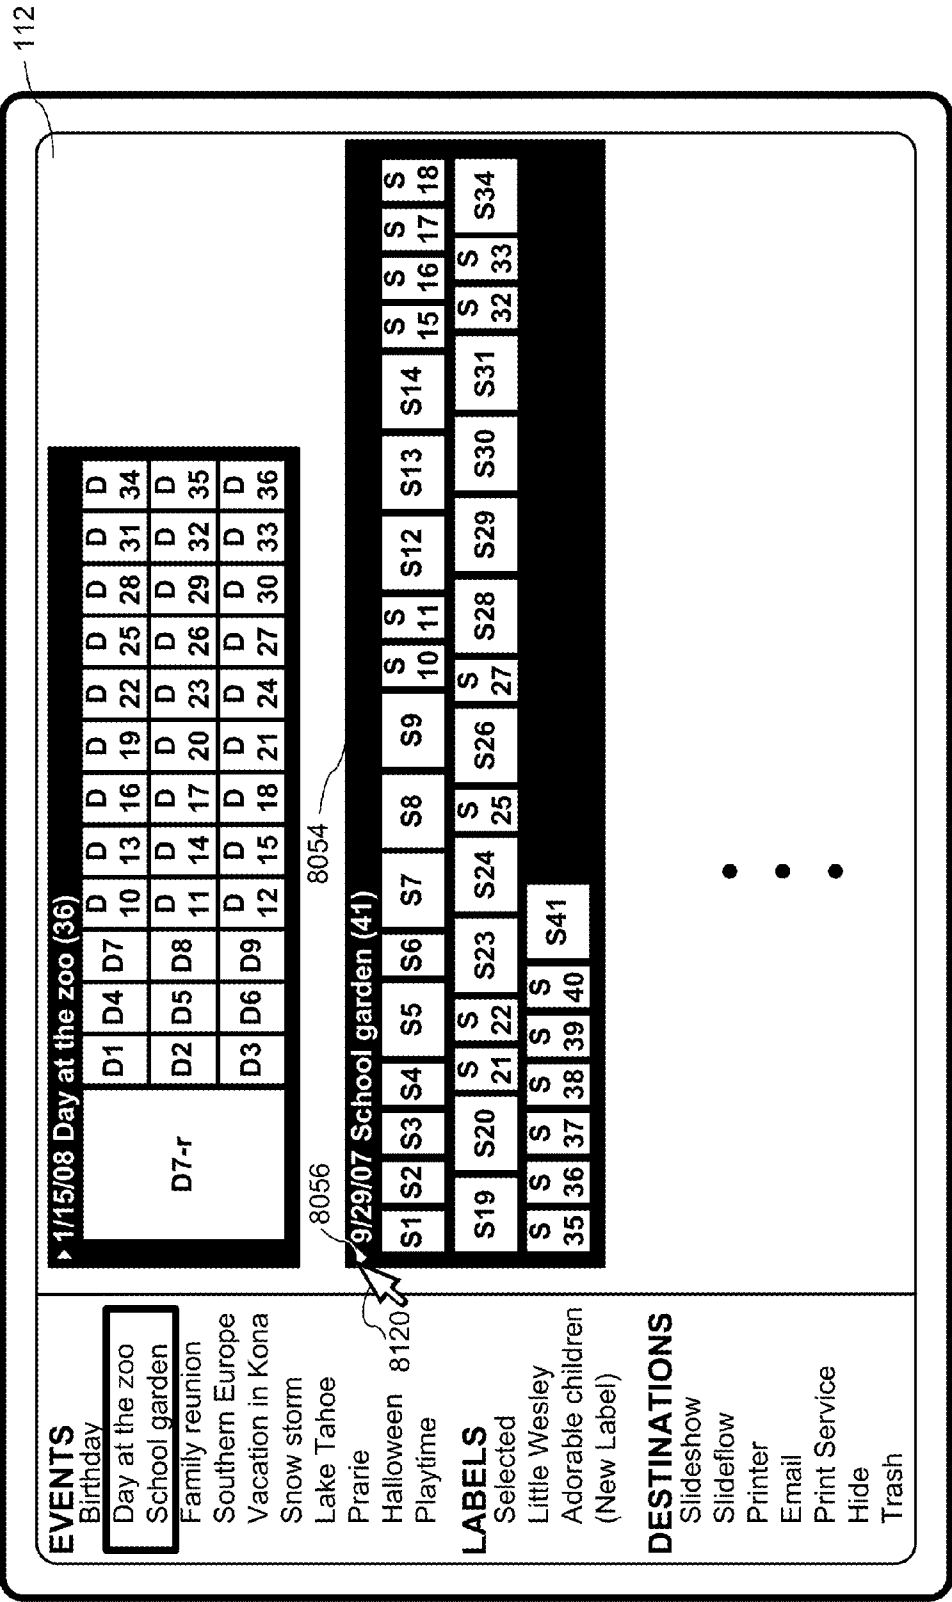 112
EVENTS
Birthday
Day at the zoo
School garden
Family reunion
Southern Europe
Vacation in Kona
Snow storm
Lake Tahoe
Prarie
Halloween
Playtime
LABELS
Selected
Little Wesley
Adorable children
(New Label)
DESTINATIONS
Slideshow
Slideflow
Printer
Email
Print Service
Hide
Trash
1/15/08 Day at the zoo (36)
D7-r
D1 D4 D7 D 10 D 13 D 16 D 19 D 22 D 25 D 28 D 31 D 34
D2 D5 D8 D 11 D 14 D 17 D 20 D 23 D 26 D 29 D 32 D 35
D3 D6 D9 D 12 D 15 D 18 D 21 D 24 D 27 D 30 D 33 D 36
8056
8054
8120
9/29/07 School garden (41)
S1 S2 S3 S4 S5 S6 S7 S8 S9 S 10 S 11 S12 S13 S14 S 15 S 16 S 17 S 18
S19 S20 S 21 S 22 S23 S24 S 25 S26 S 27 S28 S29 S30 S31 S 32 S 33 S34
S 35 S 36 S 37 S 38 S 39 S 40 S41